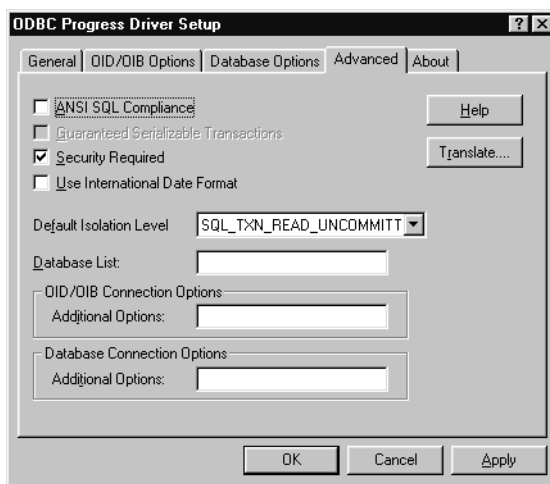 ODBC Progress Driver Setup
General OID/OIB Options Database Options Advanced About
ANSI SQL Compliance
Guaranteed Serializable Transactions
Security Required
Use International Date Format
Help
Translate....
Default Isolation Level SQL_TXN_READ_UNCOMMITT
Database List:
OID/OIB Connection Options
Additional Options:
Database Connection Options
Additional Options:
OK Cancel Apply